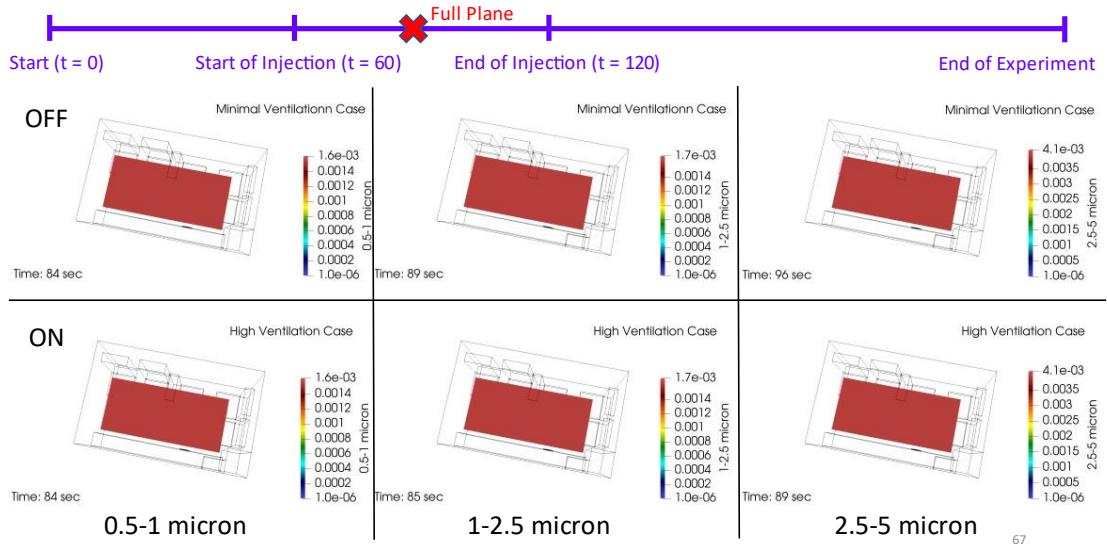 Full Plane
Start (t = 0)
Start of Injection (t = 60)
End of Injection (t = 120)
End of Experiment
OFF
Minimal Ventilationn Case
1.6e-03
0.0014
0.0012
0.001
0.0008
0.0006
0.0004
0.0002
1.0e-06
0.5-1 micron
Time: 84 sec
Minimal Ventilationn Case
1.7e-03
0.0014
0.0012
0.001
0.0008
0.0006
0.0004
0.0002
1.0e-06
1-2.5 micron
Time: 89 sec
Minimal Ventilationn Case
4.1e-03
0.0035
0.003
0.0025
0.002
0.0015
0.001
0.0005
1.0e-06
2.5-5 micron
Time: 96 sec
ON
High Ventilation Case
1.6e-03
0.0014
0.0012
0.001
0.0008
0.0006
0.0004
0.0002
1.0e-06
0.5-1 micron
Time: 84 sec
High Ventilation Case
1.7e-03
0.0014
0.0012
0.001
0.0008
0.0006
0.0004
0.0002
1.0e-06
1-2.5 micron
Time: 85 sec
High Ventilation Case
4.1e-03
0.0035
0.003
0.0025
0.002
0.0015
0.001
0.0005
1.0e-06
2.5-5 micron
Time: 89 sec
0.5-1 micron
1-2.5 micron
2.5-5 micron
67